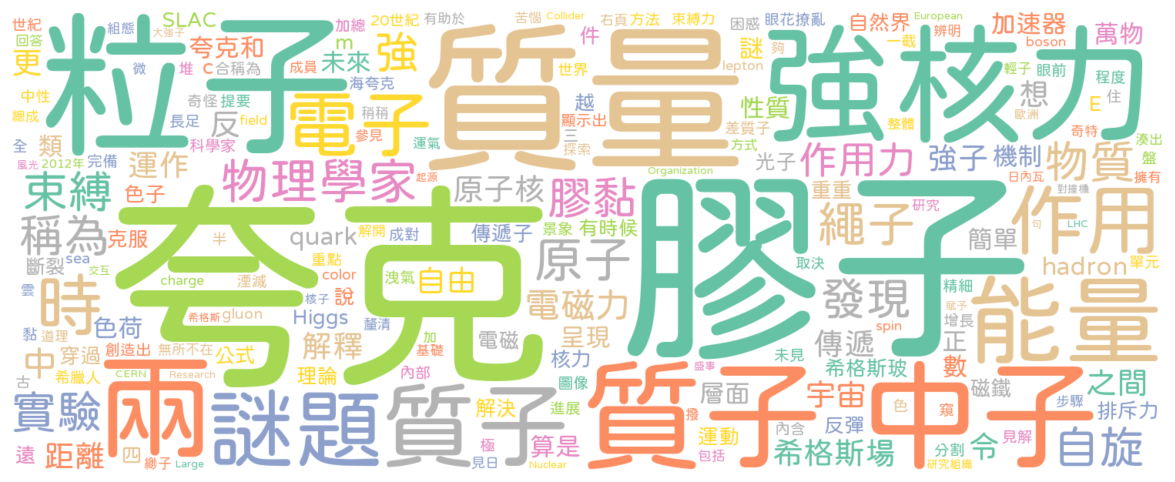 世紀
回答
組態
大強子
SLAC
夸克和
加總
m
20世紀
有助於
苦惱
Collider
件
右頁
方法
束縛力
困惑
眼花撩亂
自然界
European
一截
辨明
加速器
boson
萬物
更
粒子
微
堆
C
合稱為
成員
未來
強
質量
世界
謎
夠
強核力
lepton
輕子
眼前
程度
住
歐洲
中性
總成
奇怪
提要
海夸克
電子
稍稍
越
性質
想
E
長足
反
field
參見
運氣
顯示出
差質子
整體
奇特
湊出
全
類
科學家
三
探索
方式
風光
2012年
完備
運作
物理學家
起源
原子核
膠黏
Organization
光子
作用力
強子
機制
物質
盤
日內瓦
擁有
束縛
色子
重重
研究
對撞機
句
LHC
單元
稱為
克服
半
夸克
解開
重點
成對
傳遞子
景象
有時候
膠子
繩子
簡單
作用
斷裂
sea
quark
湮滅
charge
color
洩氣
自由
原子
取決
hadron
雲
交互
時
希格斯
gluon
說
核子
電磁力
發現
spin
精細
賦予
黏
道理
色荷
Higgs
釐清
加
電磁
呈現
傳遞
增長
能量
中
穿過
創造出
無所不在
解釋
基礎
核力
未見
正
古
希臘人
CERN
Research
公式
理論
內部
圖像
希格斯玻
數
磁鐵
實驗
兩
謎題
質子
解決
進展
盛事
質子
層面
宇宙
中子
之間
步驟
撥
色
窺
排斥力
遠
距離
四
緲子
Large
極
見日
算是
Nuclear
運動
包括
反彈
內含
希格斯場
分割
研究組織
令
見解
自旋